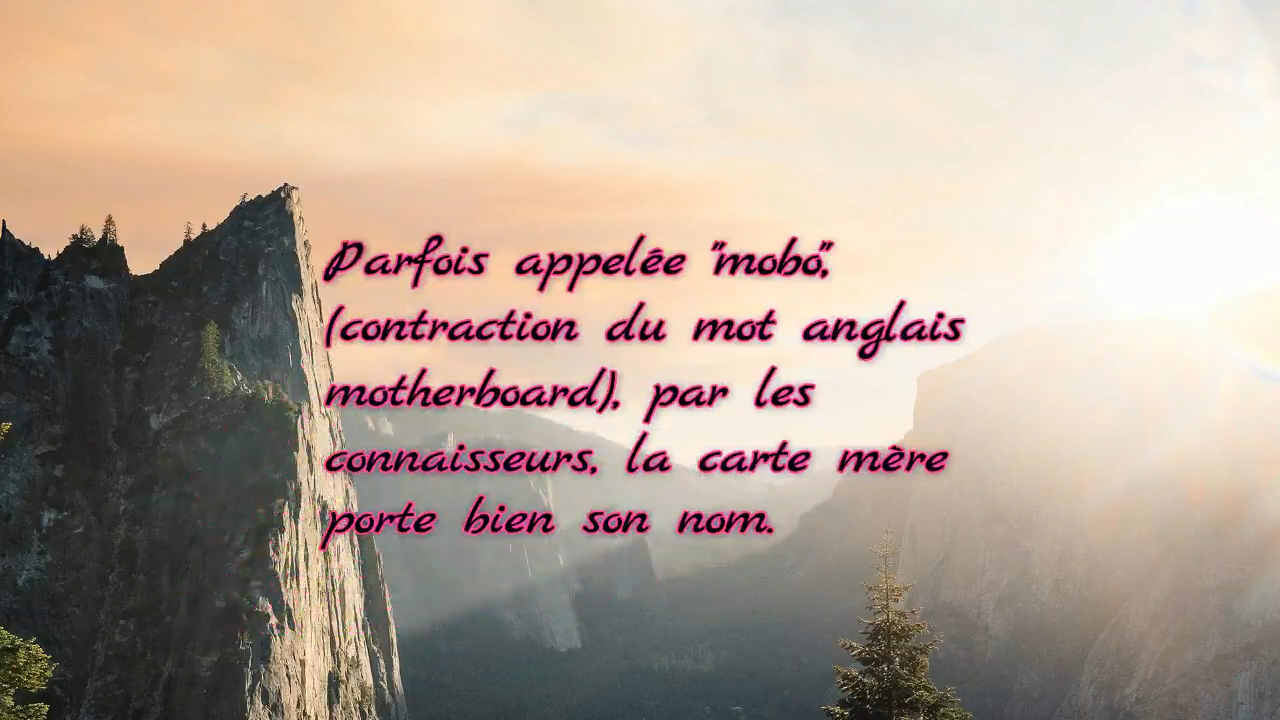 Parfois appelée "mobo",
(contraction du mot anglais
motherboard), par les
connaisseurs, la carte mère
porte bien son nom.